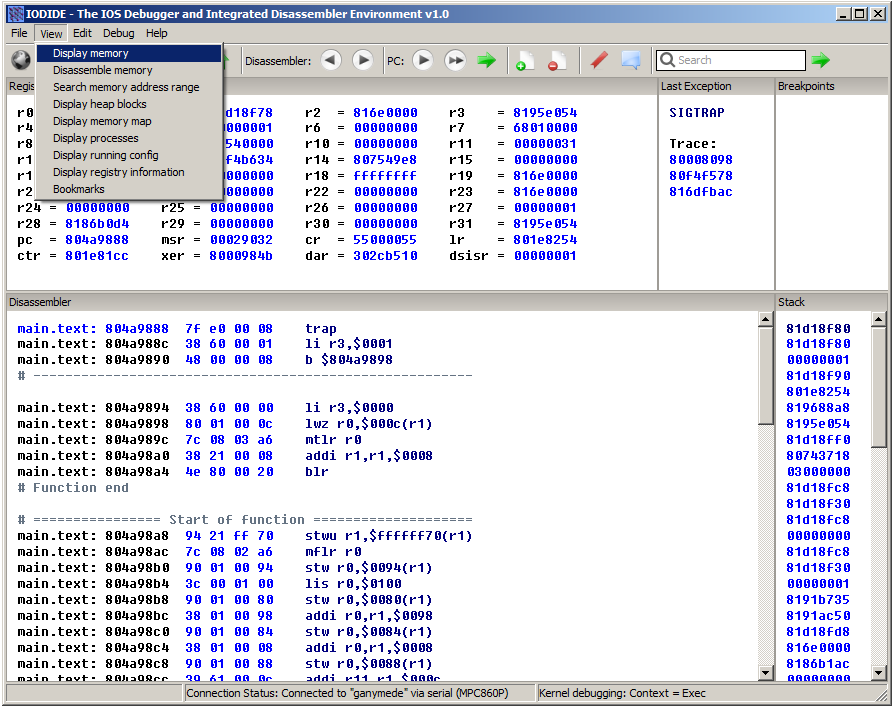 IODIDE - The IOS Debugger and Integrated Disassembler Environment v1.0
File View Edit Debug Help
Display memory
Disassemble memory
Search memory address range
Display heap blocks
Display memory map
Display processes
Display running config
Display registry information
Bookmarks
Disassembler: PC: Search
Regis Last Exception Breakpoints
r0 d18f78 r2 = 816e0000 r3 = 8195e054
r4 000001 r6 = 00000000 r7 = 68010000
r8 540000 r10 = 00000000 r11 = 00000031
r1 f4b634 r14 = 807549e8 r15 = 00000000
r1 r18 = ffffffff r19 = 816e0000
r2 r22 = 00000000 r23 = 816e0000
r24 = 00000000 r25 = 00000000 r26 = 00000000 r27 = 00000001
r28 = 8186b0d4 r29 = 00000000 r30 = 00000000 r31 = 8195e054
pc = 804a9888 msr = 00029032 cr = 55000055 lr = 801e8254
ctr = 801e81cc xer = 8000984b dar = 302cb510 dsisr = 00000001
SIGTRAP
Trace:
80008098
80f4f578
816dfbac
Disassembler
main.text: 804a9888 7f e0 00 08 trap
main.text: 804a988c 38 60 00 01 li r3,$0001
main.text: 804a9890 48 00 00 08 b $804a9898
# -------------------------------------------------------
main.text: 804a9894 38 60 00 00 li r3,$0000
main.text: 804a9898 80 01 00 0c lwz r0,$000c(r1)
main.text: 804a989c 7c 08 03 a6 mtlr r0
main.text: 804a98a0 38 21 00 08 addi r1,r1,$0008
main.text: 804a98a4 4e 80 00 20 blr
# Function end
# ================ Start of function ====================
main.text: 804a98a8 94 21 ff 70 stwu r1,$ffffff70(r1)
main.text: 804a98ac 7c 08 02 a6 mflr r0
main.text: 804a98b0 90 01 00 94 stw r0,$0094(r1)
main.text: 804a98b4 3c 00 01 00 lis r0,$0100
main.text: 804a98b8 90 01 00 80 stw r0,$0080(r1)
main.text: 804a98bc 38 01 00 98 addi r0,r1,$0098
main.text: 804a98c0 90 01 00 84 stw r0,$0084(r1)
main.text: 804a98c4 38 01 00 08 addi r0,r1,$0008
main.text: 804a98c8 90 01 00 88 stw r0,$0088(r1)
main.text: 804a98cc 39 61 00 0c addi r11,r1,$000c
Stack
81d18f80
81d18f80
00000001
81d18f90
801e8254
819688a8
8195e054
81d18ff0
80743718
03000000
81d18fc8
81d18f30
81d18fc8
00000000
81d18fc8
81d18f30
00000001
8191b735
8191ac50
81d18fd8
816e0000
8186b1ac
00000000
Connection Status: Connected to "ganymede" via serial (MPC860P) Kernel debugging: Context = Exec